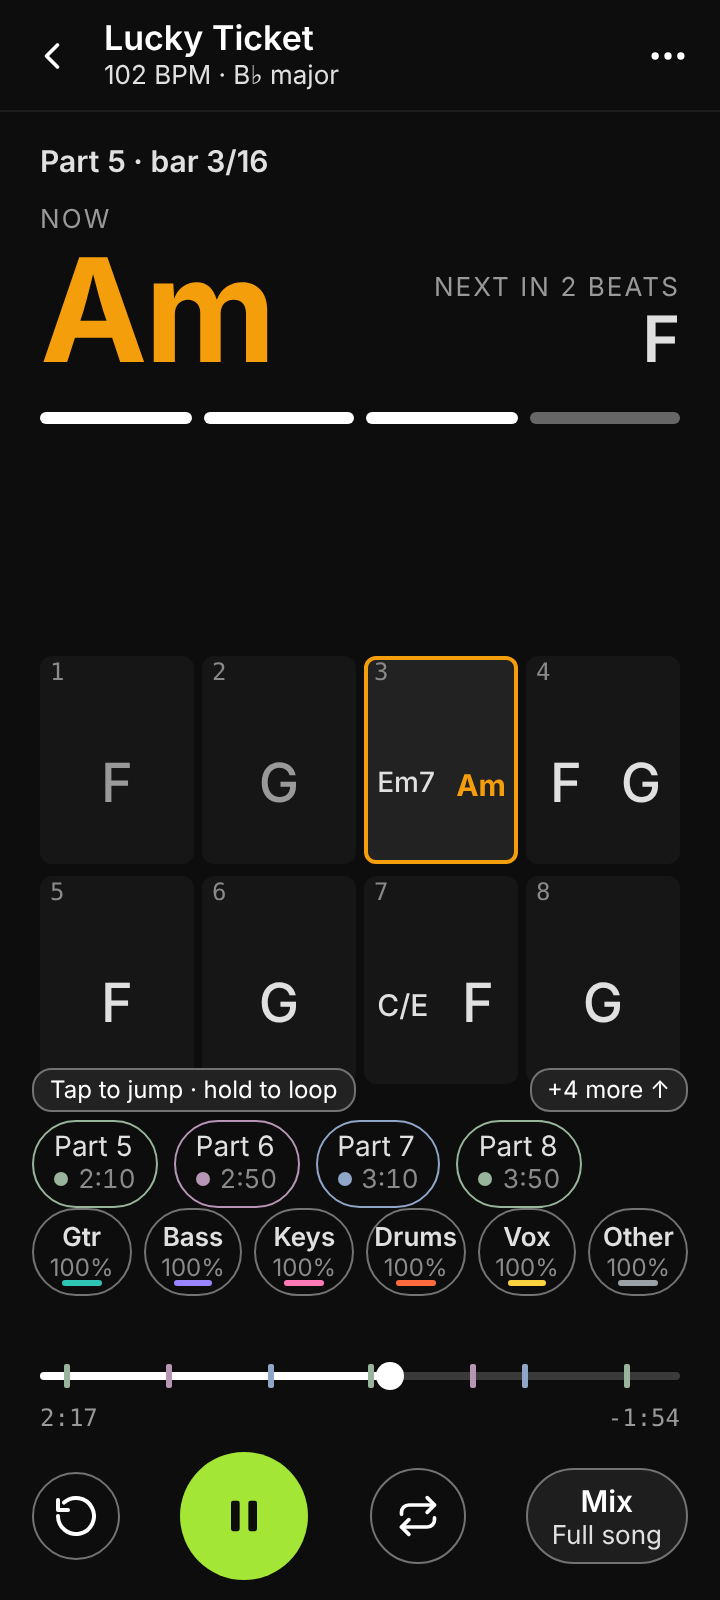 Lucky Ticket
102 BPM · B♭ major
Part 5 · bar 3/16
NOW
Am
NEXT IN 2 BEATS
F
1
2
3
4
F
G
Em7 Am
F G
5
6
7
8
F
G
C/E F
G
Tap to jump · hold to loop
+4 more ↑
Part 5
2:10
Part 6
2:50
Part 7
3:10
Part 8
3:50
Gtr
100%
Bass
100%
Keys
100%
Drums
100%
Vox
100%
Other
100%
2:17
-1:54
Mix
Full song